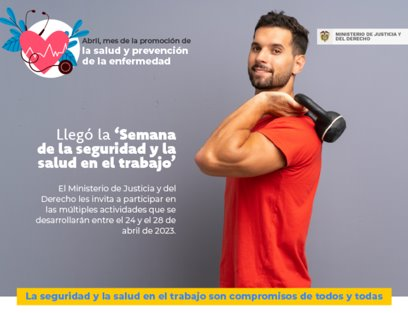 Abril, mes de la promoción de
la salud y prevención
de la enfermedad
MINISTERIO DE JUSTICIA Y
DEL DERECHO
Llegó la ‘Semana
de la seguridad y la
salud en el trabajo’
El Ministerio de Justicia y del
Derecho les invita a participar en
las múltiples actividades que se
desarrollarán entre el 24 y el 28 de
abril de 2023.
La seguridad y la salud en el trabajo son compromisos de todos y todas